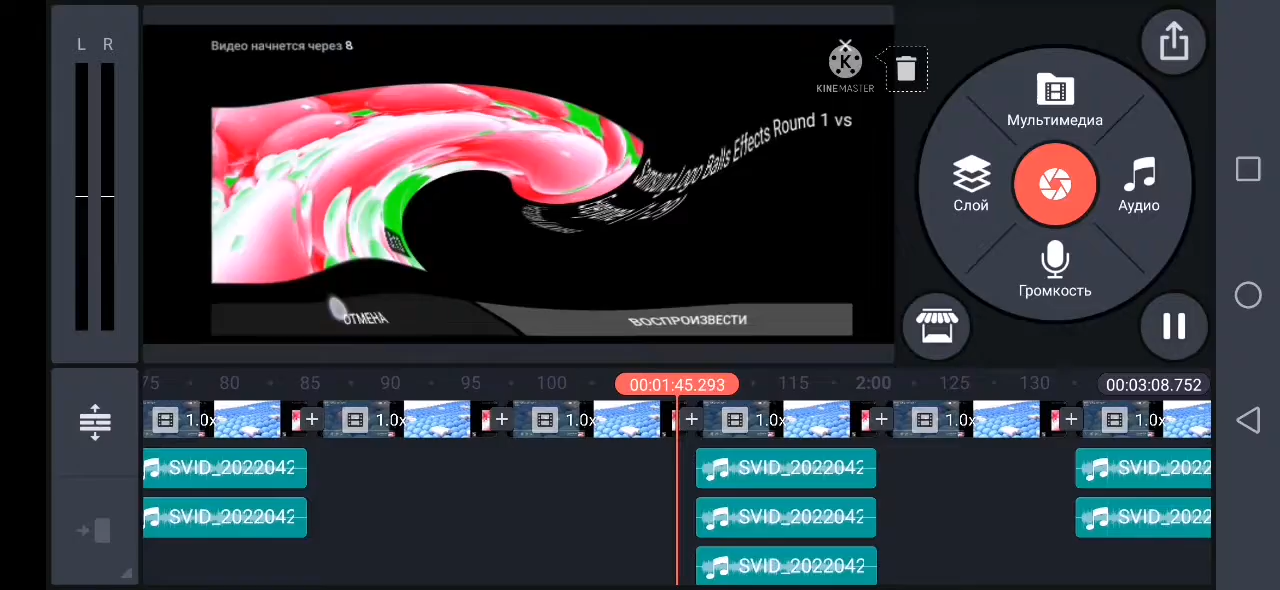 L R
Видео начнется через 8
K
KINEMASTER
Samsung Logo Balls Effects Round 1 vs
ОТМЕНА
ВОСПРОИЗВЕСТИ
Мультимедиа
Слой
Аудио
Громкость
75 80 85 90 95 100 00:01:45.293 115 2:00 125 130 00:03:08.752
1.0x 1.0x 1.0x 1.0x 1.0x 1.0x
SVID_2022042 SVID_2022042 SVID_2022
SVID_2022042 SVID_2022042 SVID_2022
SVID_2022042